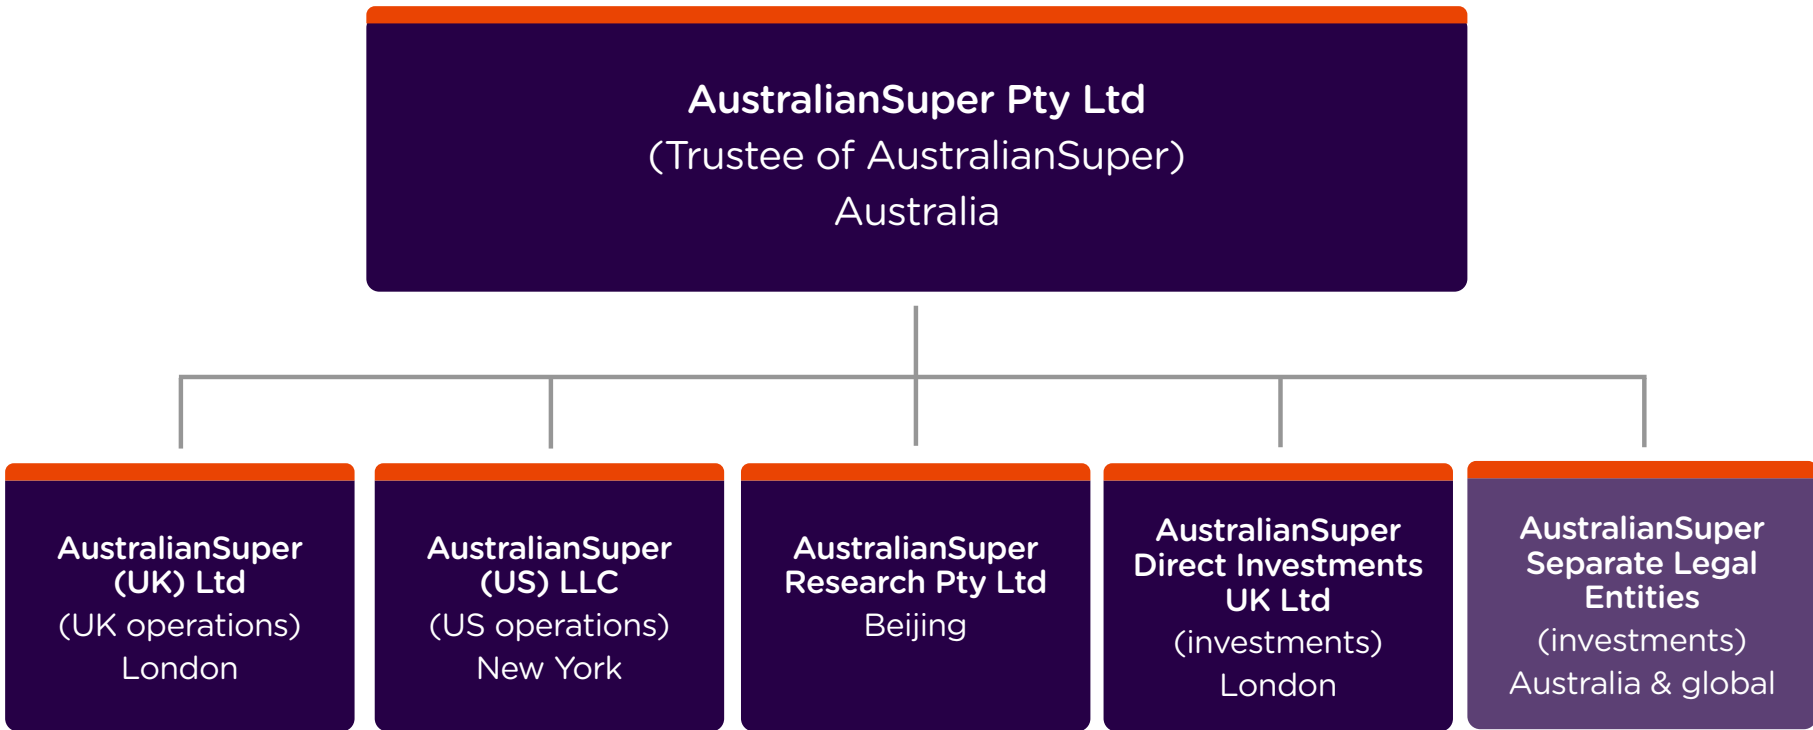 AustralianSuper Pty Ltd
(Trustee of AustralianSuper)
Australia
AustralianSuper
(UK) Ltd
(UK operations)
London
AustralianSuper
(US) LLC
(US operations)
New York
AustralianSuper
Research Pty Ltd
Beijing
AustralianSuper
Direct Investments
UK Ltd
(investments)
London
AustralianSuper
Separate Legal
Entities
(investments)
Australia & global